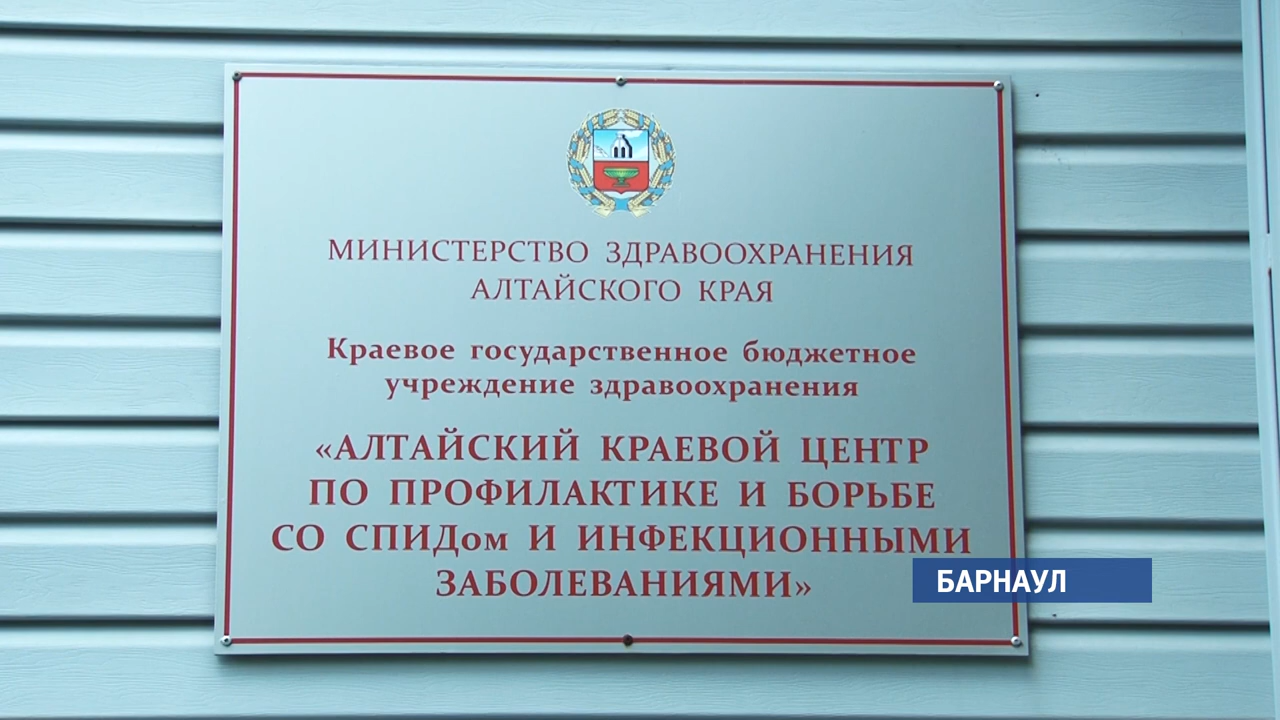 МИНИСТЕРСТВО ЗДРАВООХРАНЕНИЯ
АЛТАЙСКОГО КРАЯ
Краевое государственное бюджетное
учреждение здравоохранения
«АЛТАЙСКИЙ КРАЕВОЙ ЦЕНТР
ПО ПРОФИЛАКТИКЕ И БОРЬБЕ
СО СПИДом И ИНФЕКЦИОННЫМИ
ЗАБОЛЕВАНИЯМИ»
БАРНАУЛ